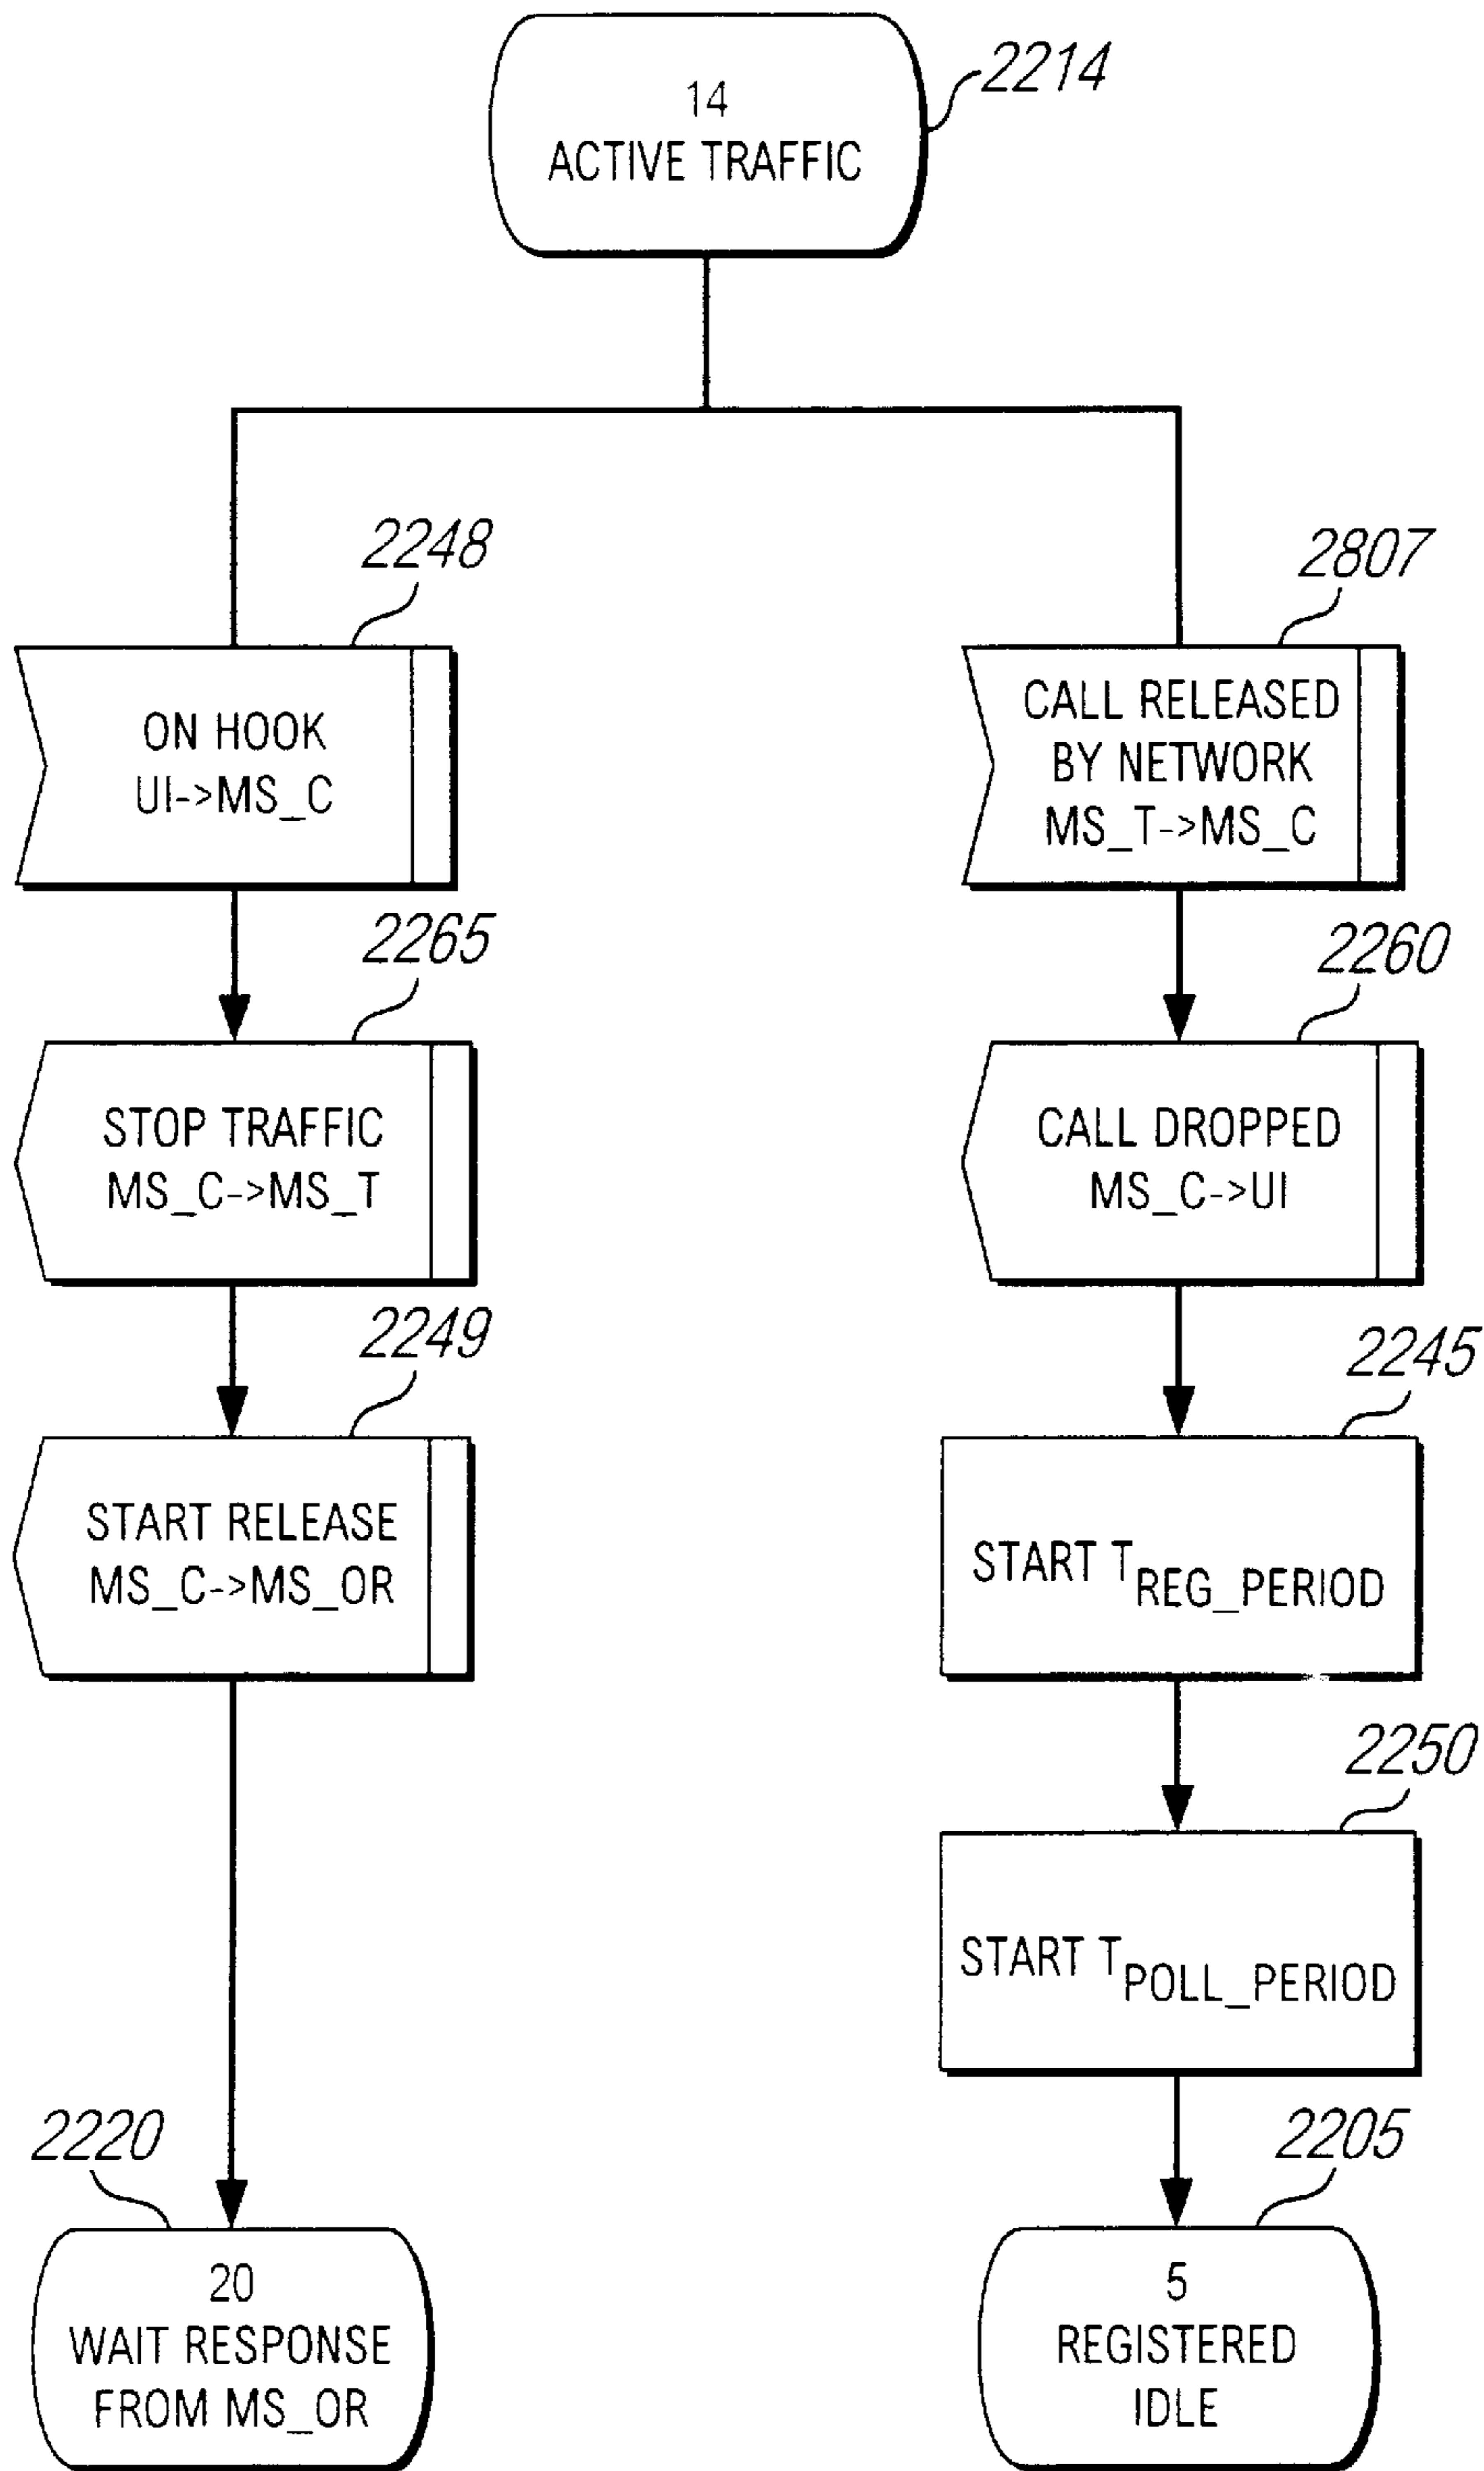 2214
14
ACTIVE TRAFFIC
2248
ON HOOK
UI->MS_C
2265
STOP TRAFFIC
MS_C->MS_T
2249
START RELEASE
MS_C->MS_OR
2220
20
WAIT RESPONSE
FROM MS_OR
2807
CALL RELEASED
BY NETWORK
MS_T->MS_C
2260
CALL DROPPED
MS_C->UI
2245
START T REG_PERIOD
2250
START T POLL_PERIOD
2205
5
REGISTERED
IDLE